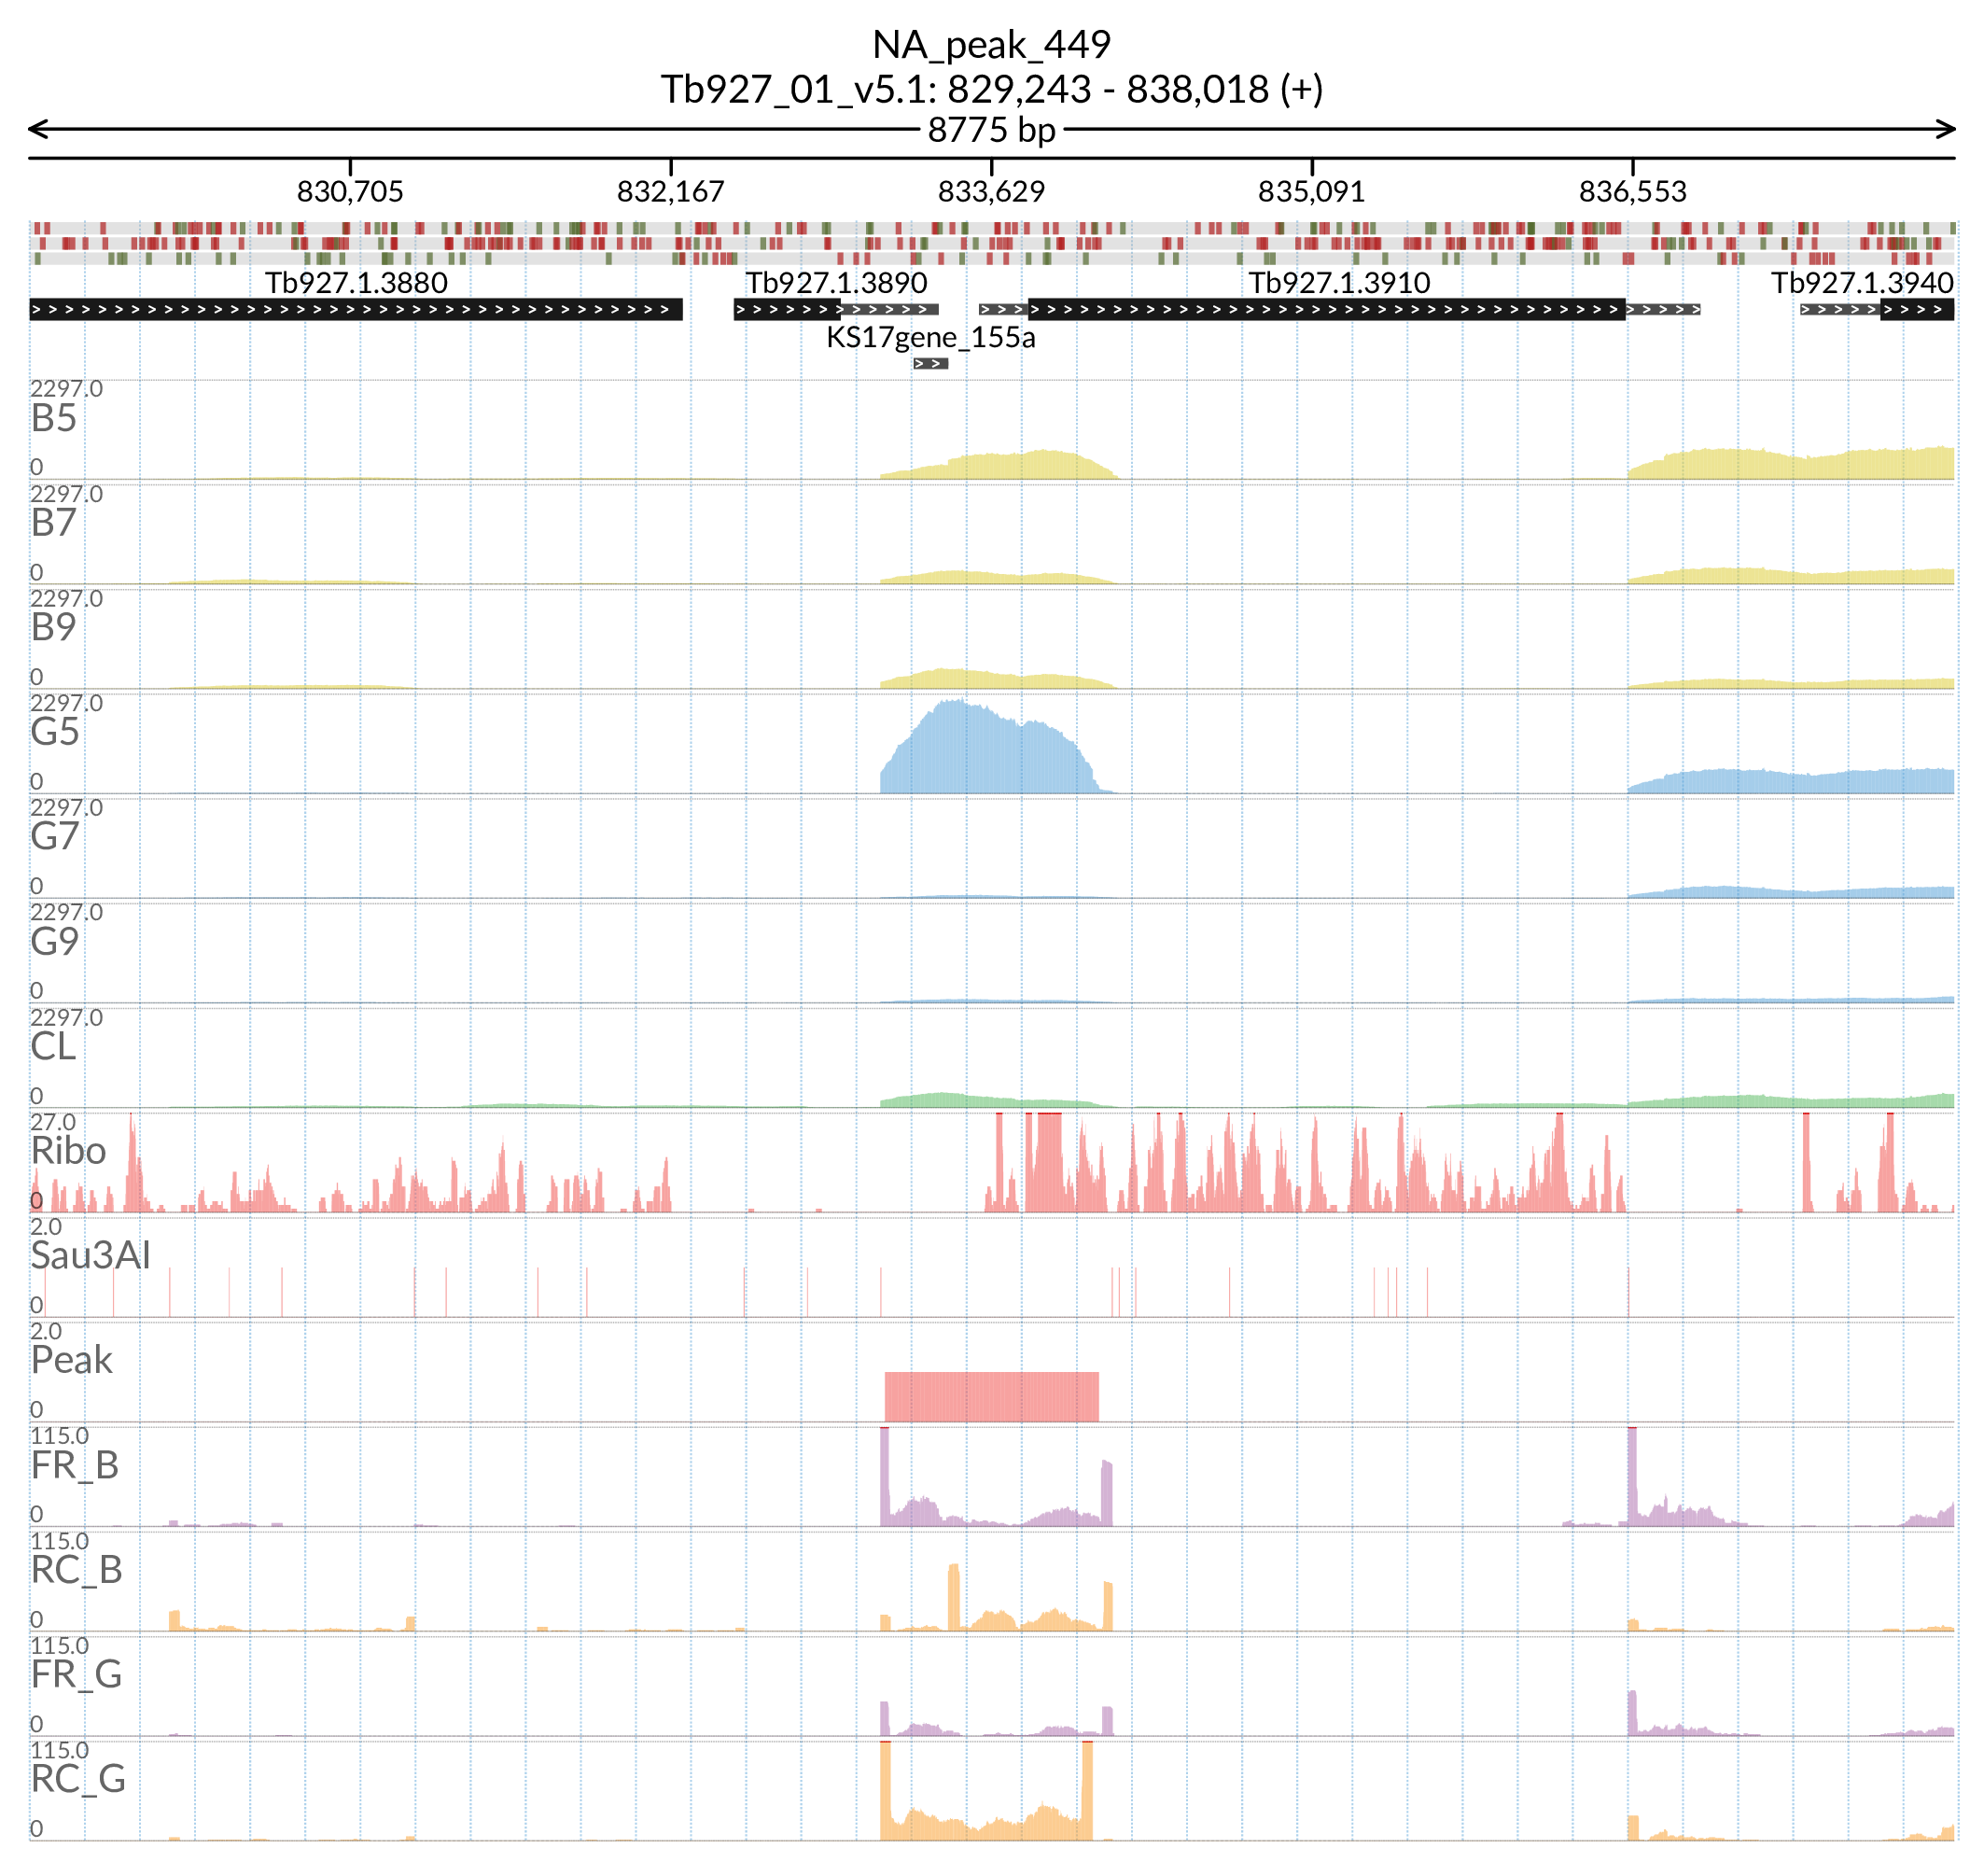 NA_peak_449
Tb927_01_v5.1: 829,243 - 838,018 (+)
8775 bp
830,705 832,167 833,629 835,091 836,553
Tb927.1.3880 Tb927.1.3890 Tb927.1.3910 Tb927.1.3940
KS17gene_155a
2297.0
B5
0
2297.0
B7
0
2297.0
B9
0
2297.0
G5
0
2297.0
G7
0
2297.0
G9
0
2297.0
CL
0
27.0
Ribo
0
2.0
Sau3AI
0
2.0
Peak
0
115.0
FR_B
0
115.0
RC_B
0
115.0
FR_G
0
115.0
RC_G
0